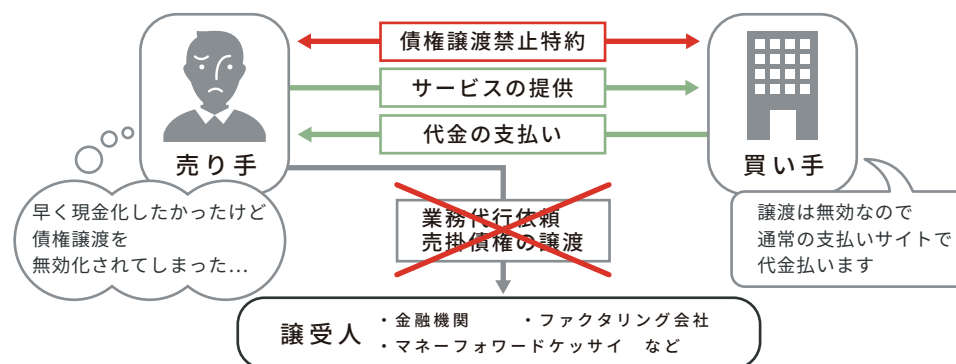 債権譲渡禁止特約
サービスの提供
代金の支払い
売り手
買い手
早く現金化したかったけど
債権譲渡を
無効化されてしまった…
業務代行依頼
売掛債権の譲渡
譲渡は無効なので
通常の支払いサイトで
代金払います
譲受人
・金融機関 ・ファクタリング会社
・マネーフォワードケッサイ など